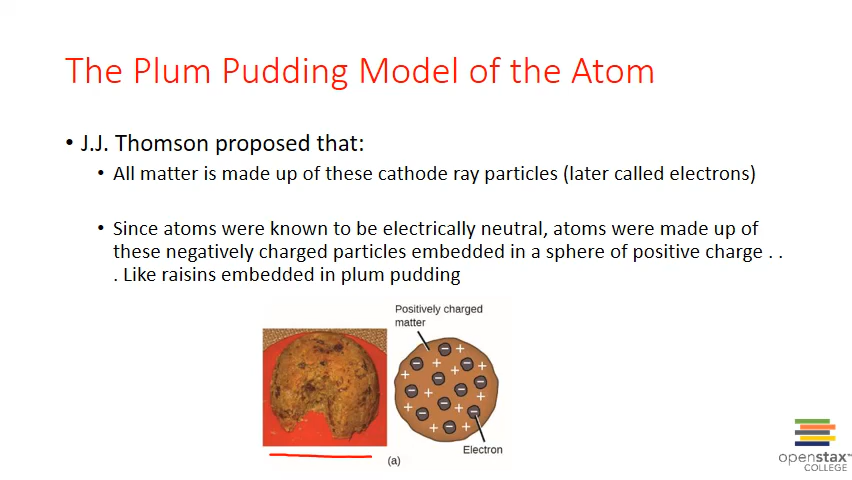 The Plum Pudding Model of the Atom
• J.J. Thomson proposed that:
• All matter is made up of these cathode ray particles (later called electrons)
• Since atoms were known to be electrically neutral, atoms were made up of
these negatively charged particles embedded in a sphere of positive charge . .
. Like raisins embedded in plum pudding
Positively charged
matter
Electron
(a)
openstax™
COLLEGE